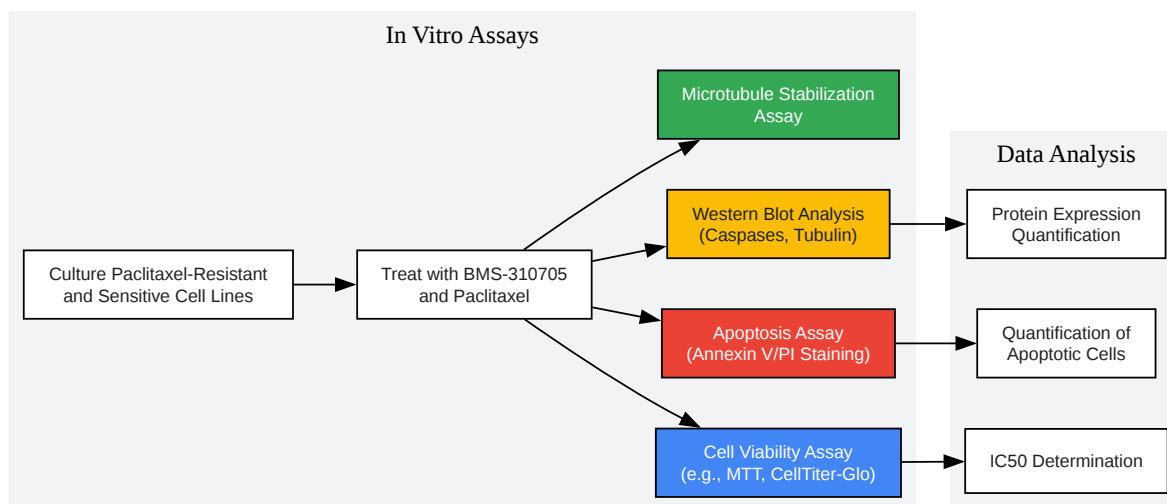 In Vitro Assays
Microtubule Stabilization
Assay
Data Analysis
Western Blot Analysis
(Caspases, Tubulin)
Protein Expression
Quantification
Culture Paclitaxel-Resistant
and Sensitive Cell Lines
Treat with BMS-310705
and Paclitaxel
Apoptosis Assay
(Annexin V/PI Staining)
Quantification of
Apoptotic Cells
Cell Viability Assay
(e.g., MTT, CellTiter-Glo)
IC50 Determination